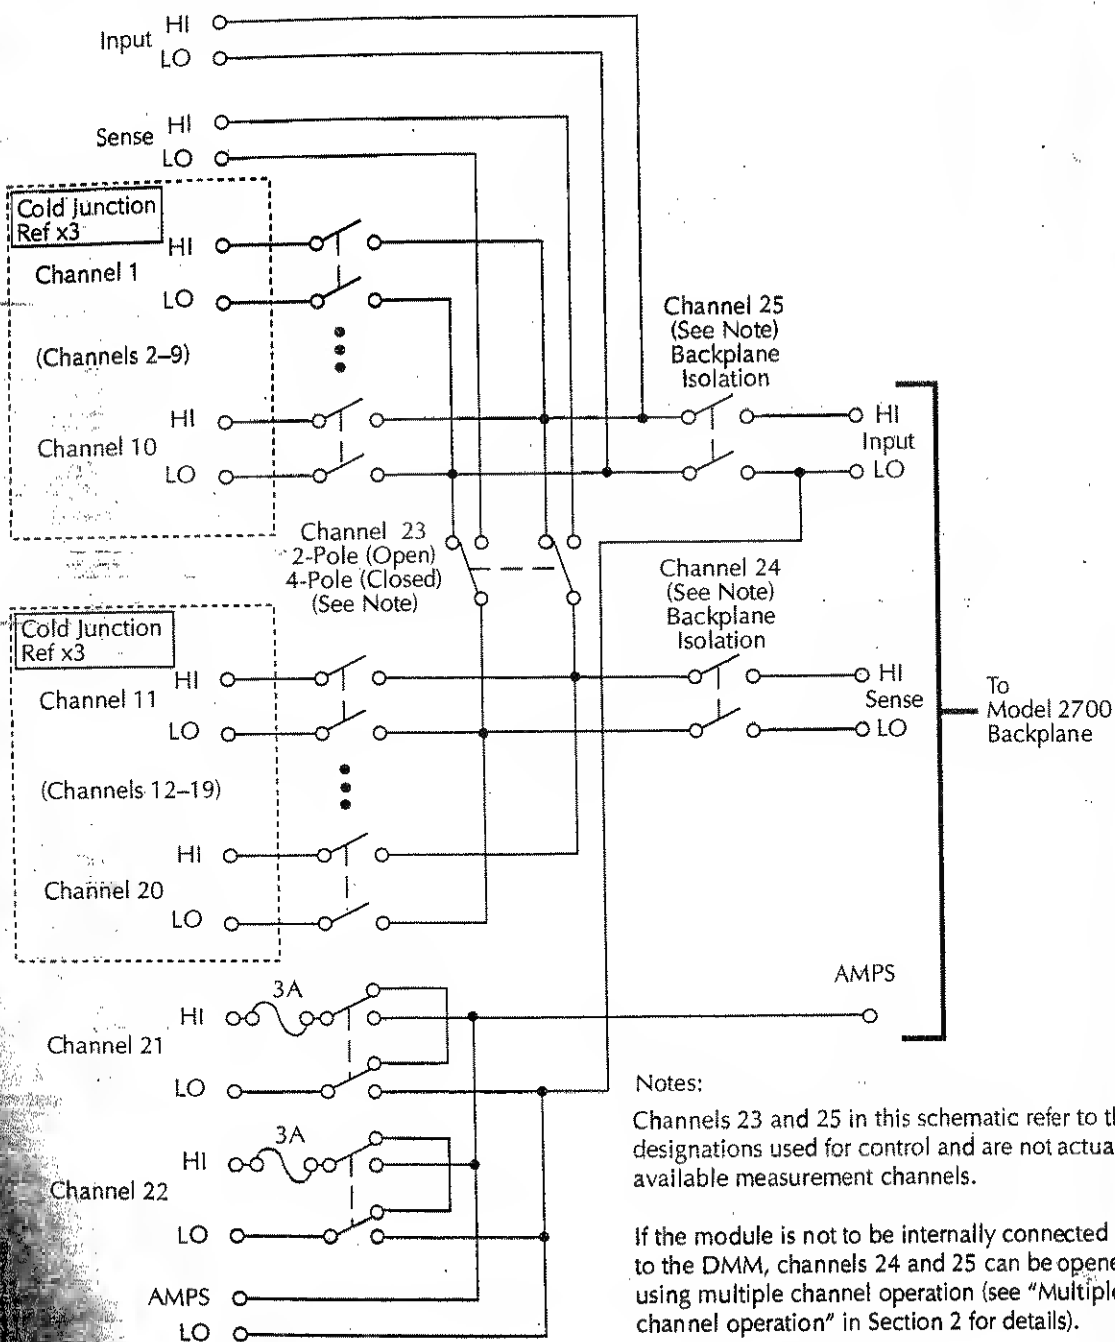 Input HI
LO
Sense HI
LO
Cold Junction
Ref x3
HI
Channel 1
LO
(Channels 2–9)
HI
Channel 10
LO
Channel 25
(See Note)
Backplane
Isolation
HI
Input
LO
Channel 23
2-Pole (Open)
4-Pole (Closed)
(See Note)
Channel 24
(See Note)
Backplane
Isolation
Cold Junction
Ref x3
HI
Channel 11
LO
(Channels 12–19)
HI
Channel 20
LO
HI
Sense
LO
To
Model 2700
Backplane
AMPS
3A
HI
Channel 21
LO
3A
HI
Channel 22
LO
AMPS
LO
Notes:
Channels 23 and 25 in this schematic refer to
designations used for control and are not
available measurement channels.
If the module is not to be internally connected
to the DMM, channels 24 and 25 can be
using multiple channel operation (see "Multiple
channel operation" in Section 2 for details).